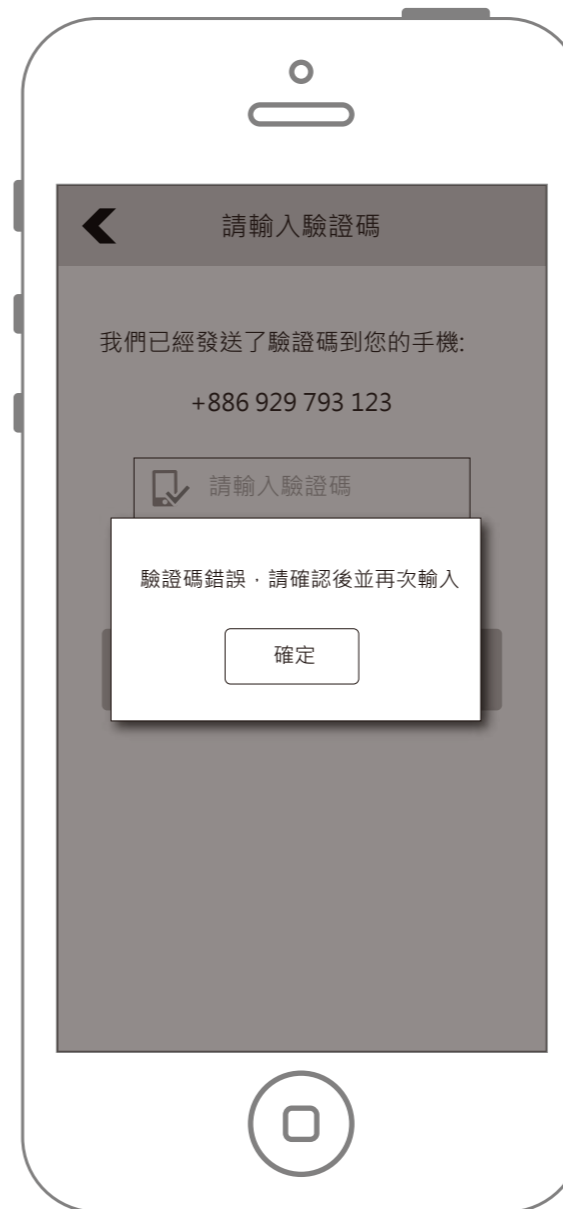 請輸入驗證碼
我們已經發送了驗證碼到您的手機:
+886 929 793 123
請輸入驗證碼
驗證碼錯誤，請確認後並再次輸入
確定